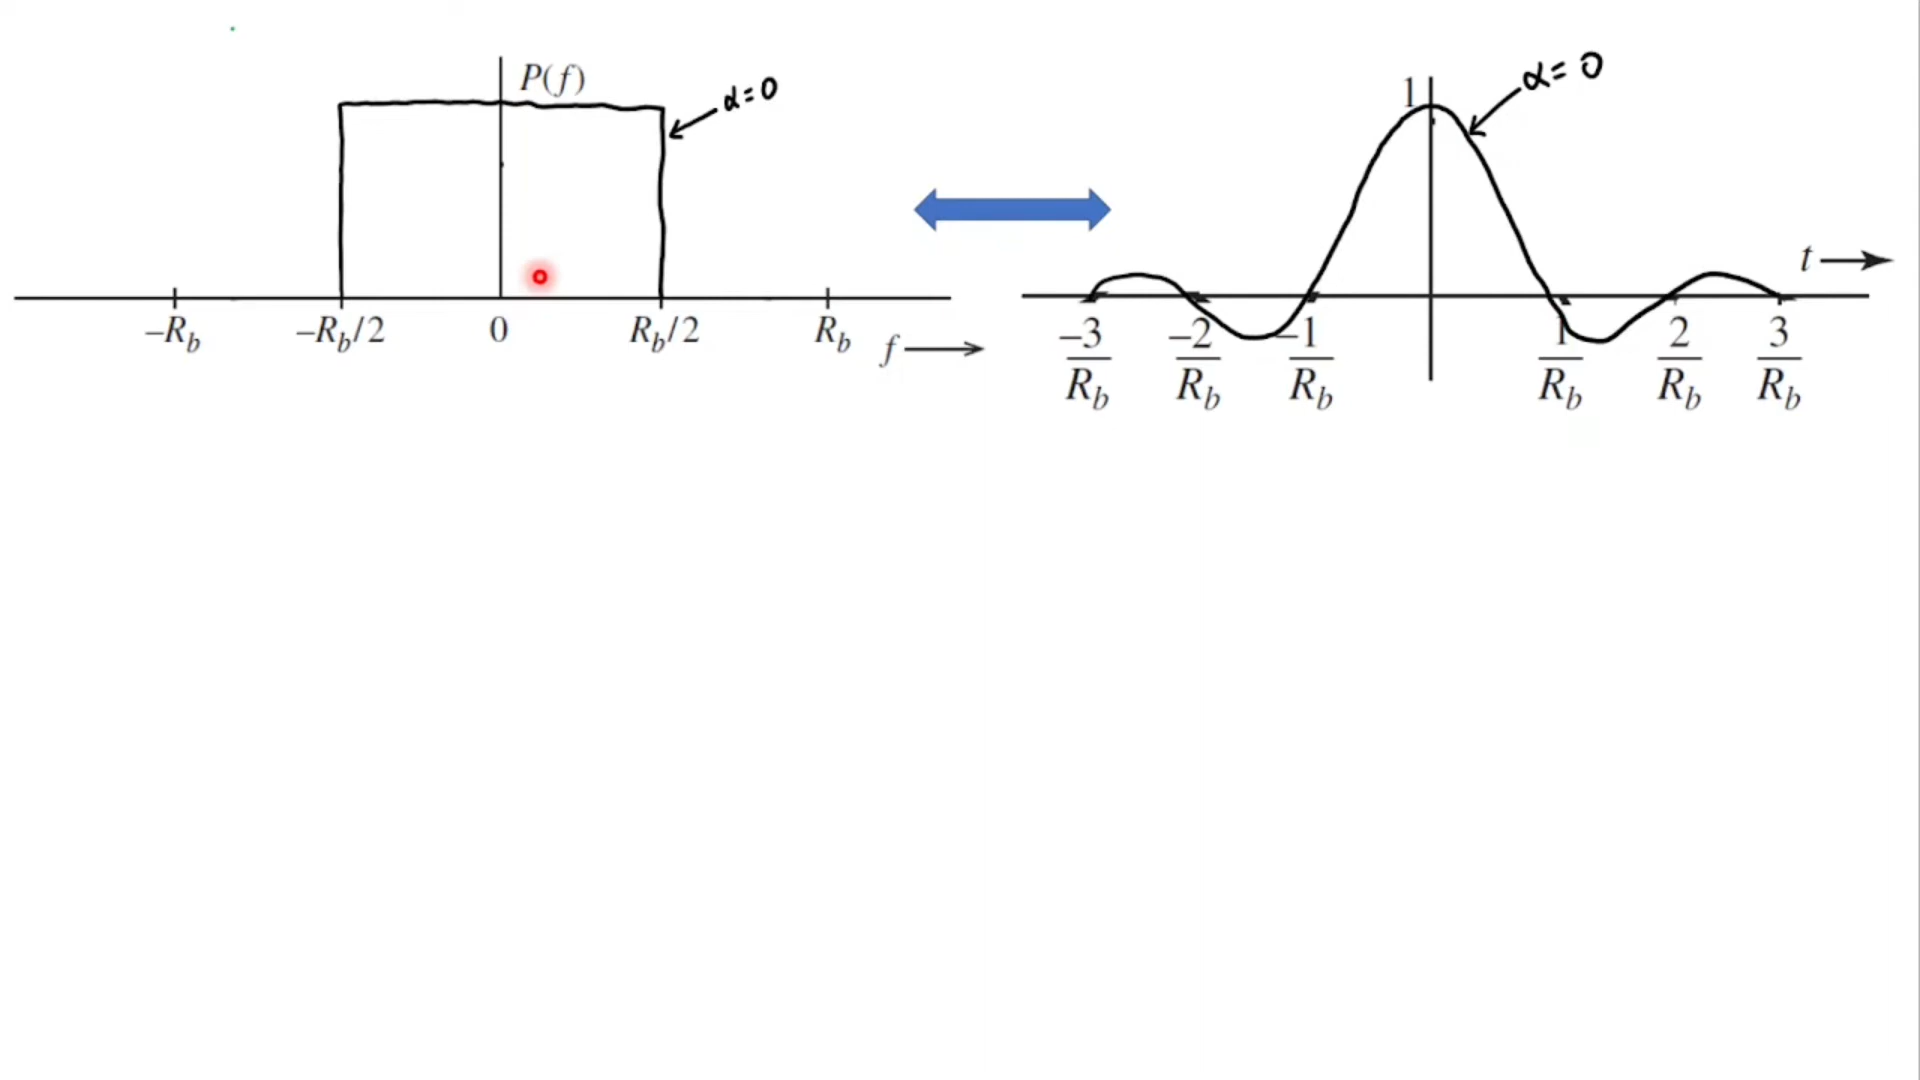 P(f)
α=0
–R_b –R_b/2 0 R_b/2 R_b f
1
α=0
t
–3/R_b –2/R_b –1/R_b 1/R_b 2/R_b 3/R_b